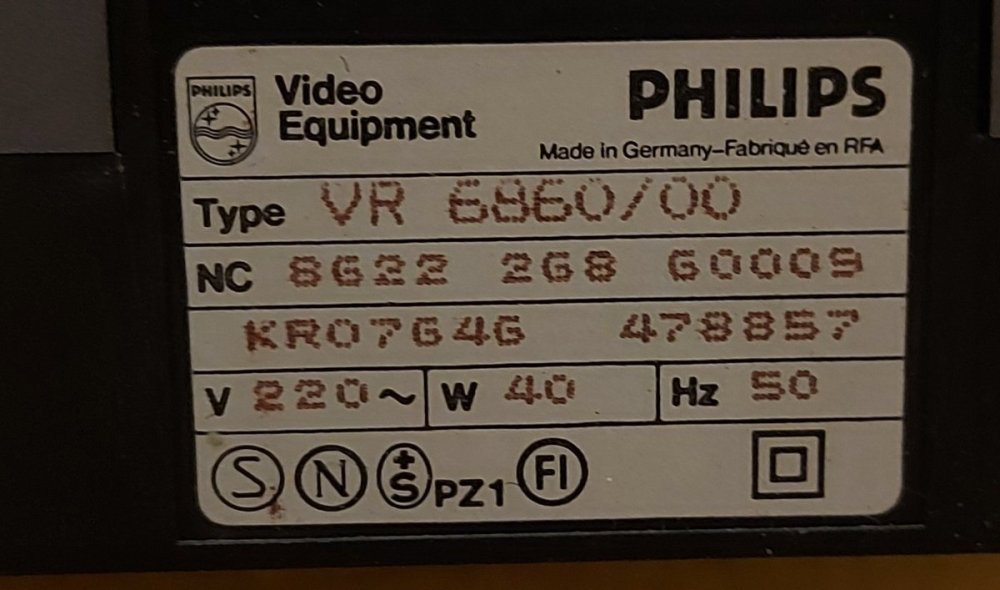 PHILIPS
Video
Equipment
PHILIPS
Made in Germany–Fabriqué en RFA
Type VR 6860/00
NC 8622 268 60009
KR07646 478857
V 220~ W 40 Hz 50
S N +S PZ1 FI